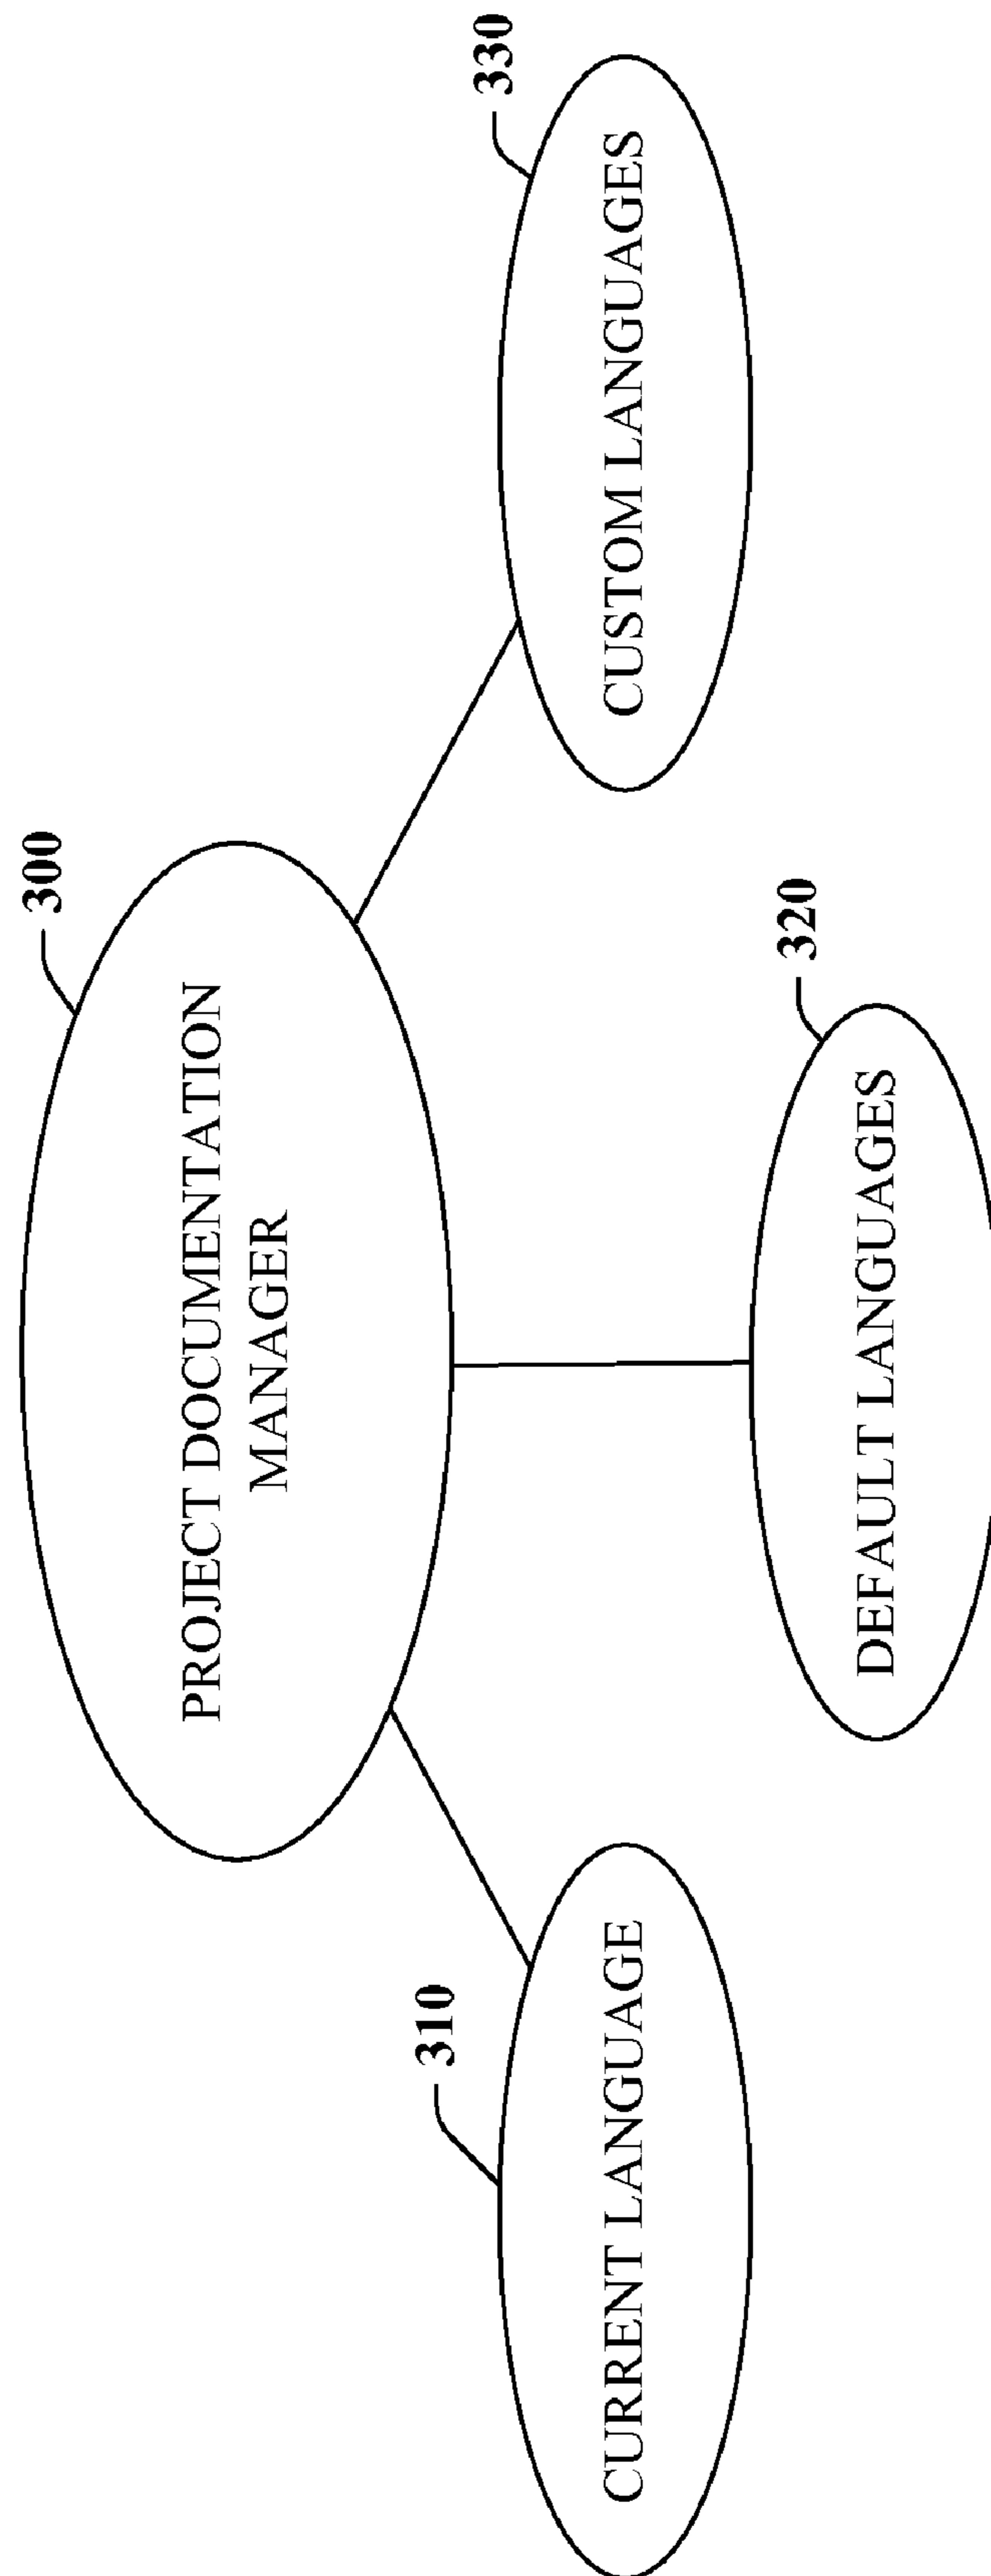 300
PROJECT DOCUMENTATION
MANAGER
310
CURRENT LANGUAGE
330
CUSTOM LANGUAGES
320
DEFAULT LANGUAGES